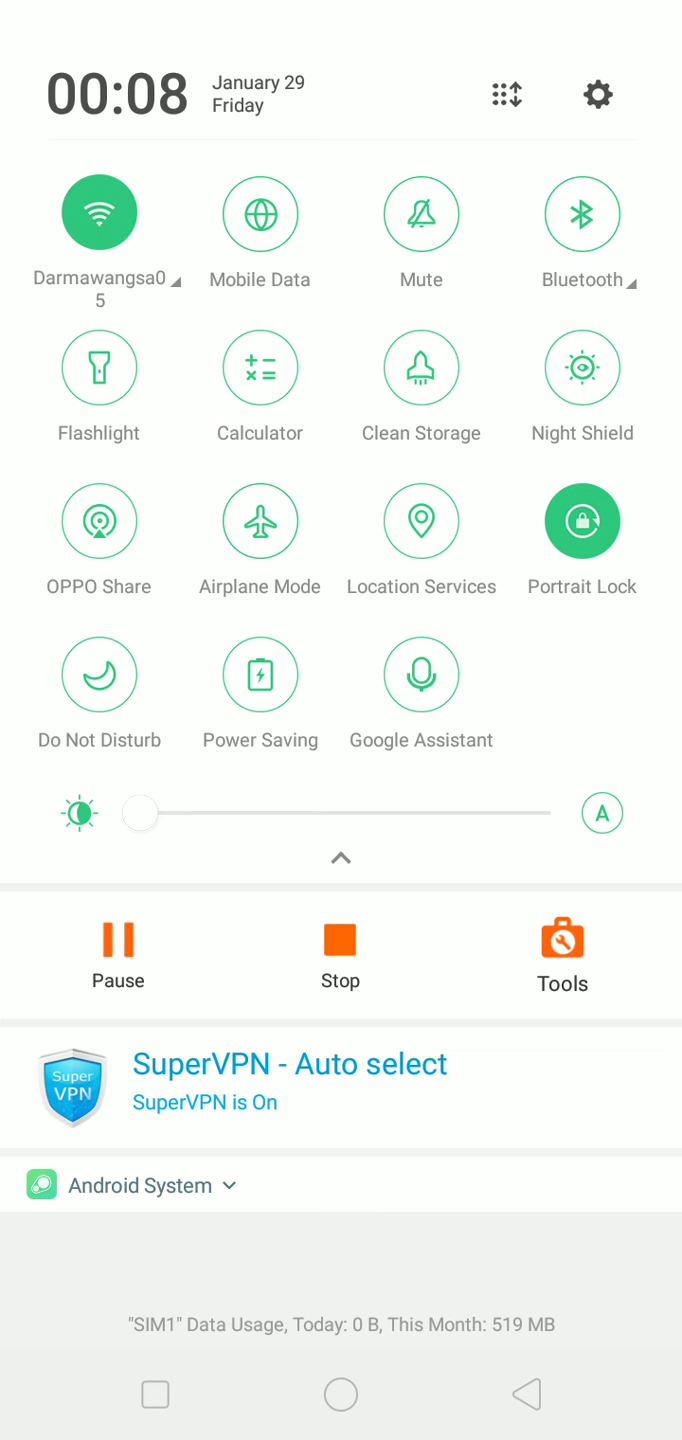 00:08
January 29
Friday
Darmawangsa0
5
Mobile Data
Mute
Bluetooth
Flashlight
Calculator
Clean Storage
Night Shield
OPPO Share
Airplane Mode
Location Services
Portrait Lock
Do Not Disturb
Power Saving
Google Assistant
A
Pause
Stop
Tools
Super
VPN
SuperVPN - Auto select
SuperVPN is On
Android System
"SIM1" Data Usage, Today: 0 B, This Month: 519 MB